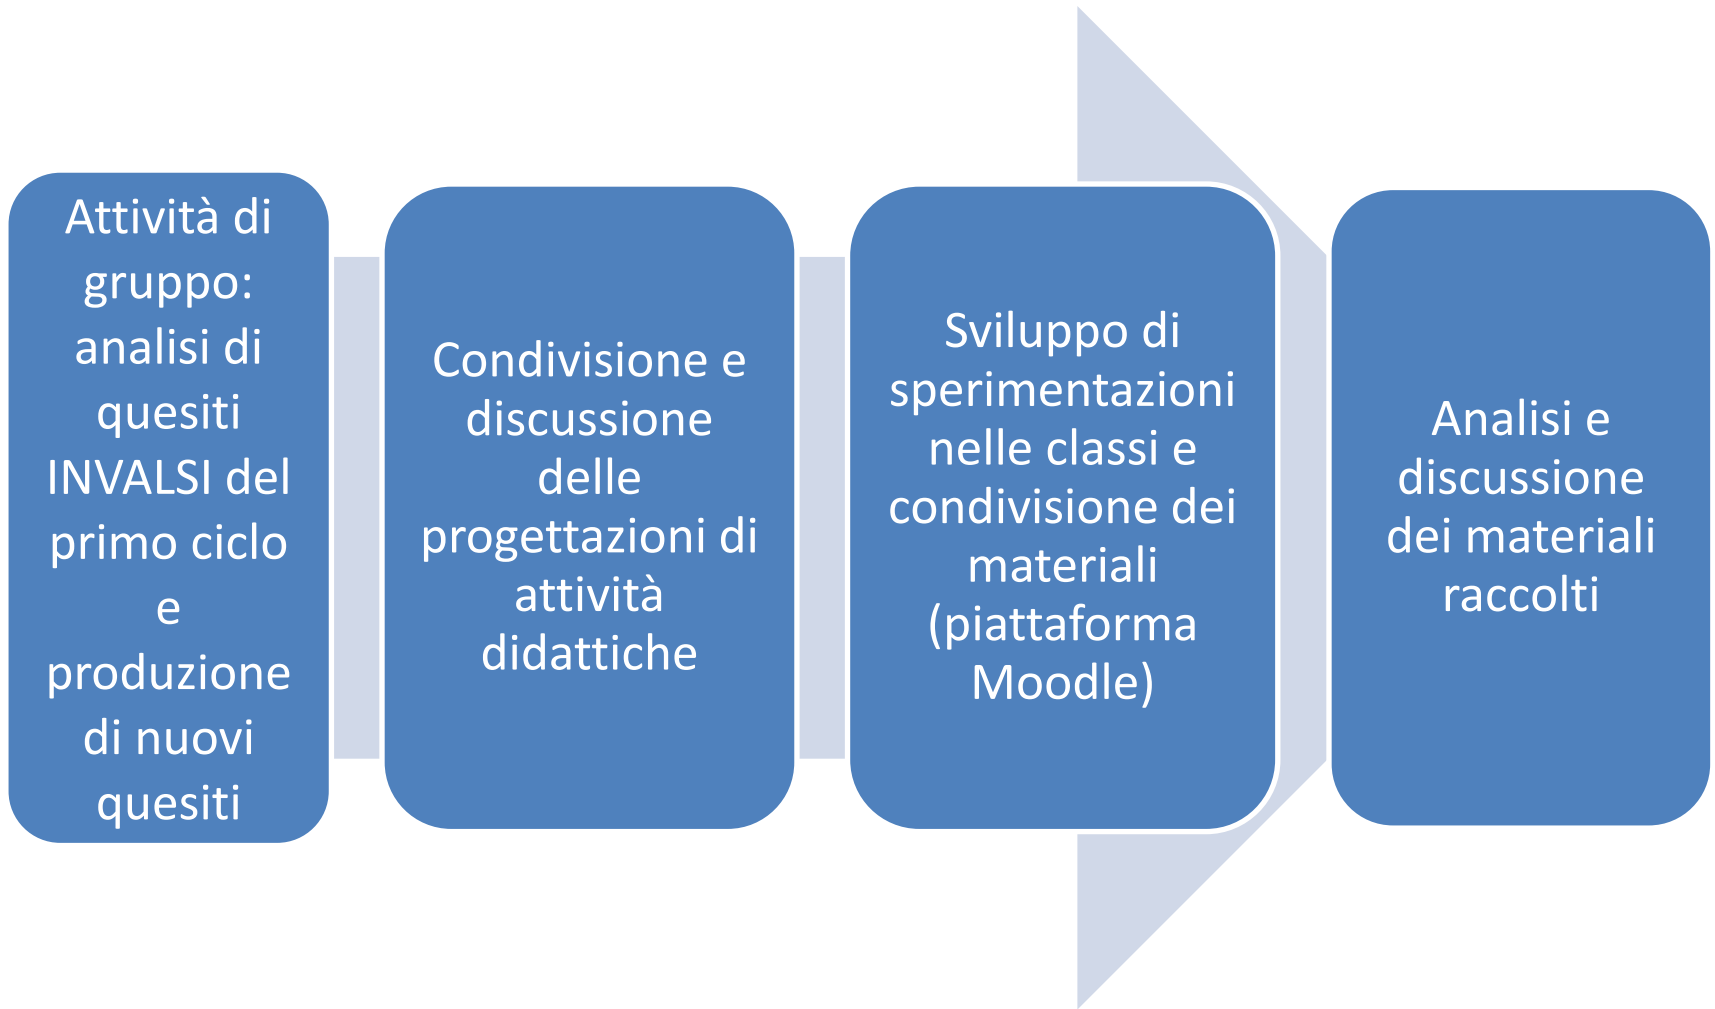 Attività di
gruppo:
analisi di
quesiti
INVALSI del
primo ciclo
e
produzione
di nuovi
quesiti
Condivisione e
discussione
delle
progettazioni di
attività
didattiche
Sviluppo di
sperimentazioni
nelle classi e
condivisione dei
materiali
(piattaforma
Moodle)
Analisi e
discussione
dei materiali
raccolti